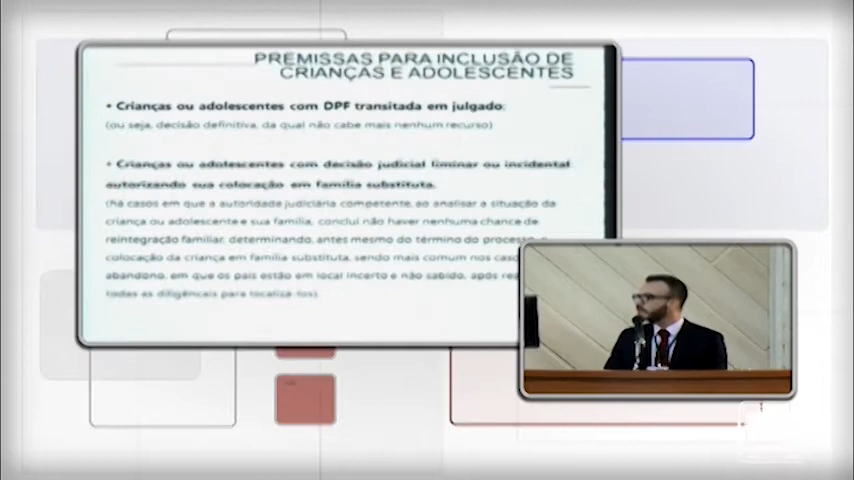 PREMISSAS PARA INCLUSÃO DE
CRIANÇAS E ADOLESCENTES
• Crianças ou adolescentes com DPF transitada em julgado:
(ou seja, decisão definitiva, da qual não cabe mais nenhum recurso)
• Crianças ou adolescentes com decisão judicial liminar ou incidental
autorizando sua colocação em família substituta.
(há casos em que a autoridade judiciária competente, ao analisar a situação da
criança ou adolescente e sua família, conclui não haver nenhuma chance de
reintegração familiar, determinando, antes mesmo do término do processo, a
colocação da criança em família substituta, sendo mais comum nos
abandono, em que os pais estão em local incerto e não sabido, após
todas as diligências para localizá-los).